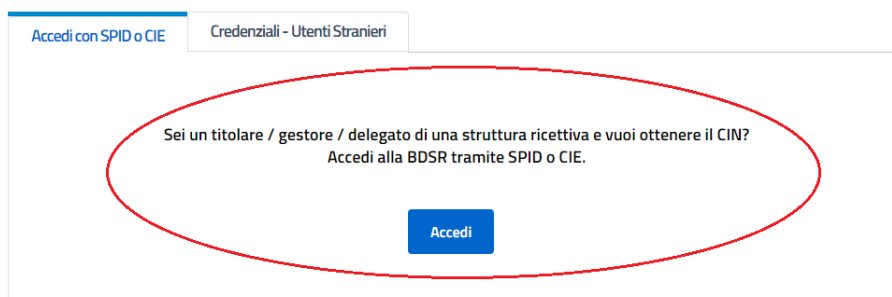 Accedi con SPID o CIE
Credenziali - Utenti Stranieri
Sei un titolare / gestore / delegato di una struttura ricettiva e vuoi ottenere il CIN?
Accedi alla BDSR tramite SPID o CIE.
Accedi